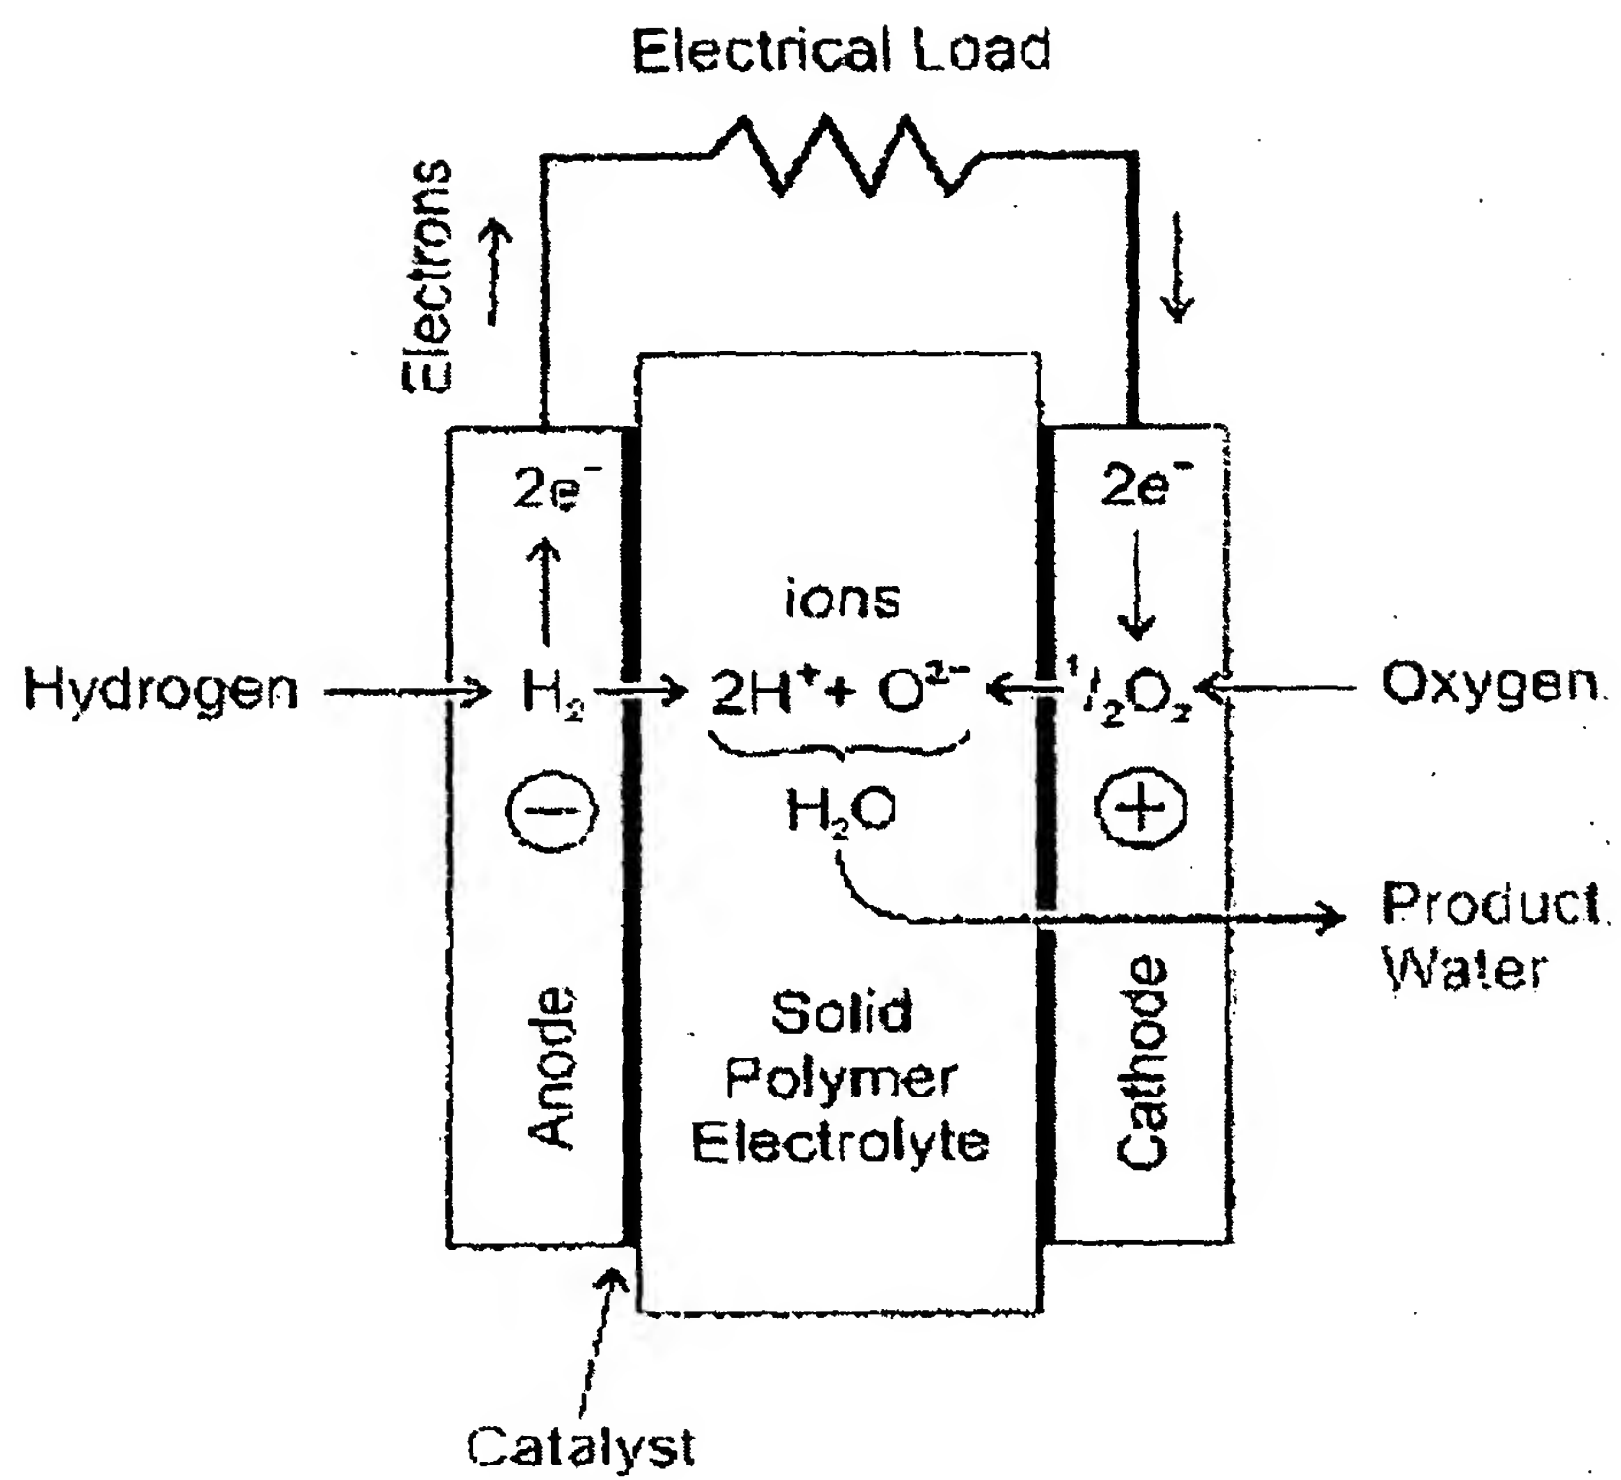 Electrical Load
Electrons
2e⁻
2e⁻
ions
Hydrogen
H₂
2H⁺ + O²⁻
¹/₂O₂
Oxygen
−
H₂O
+
Product
Water
Anode
Solid
Polymer
Electrolyte
Cathode
Catalyst